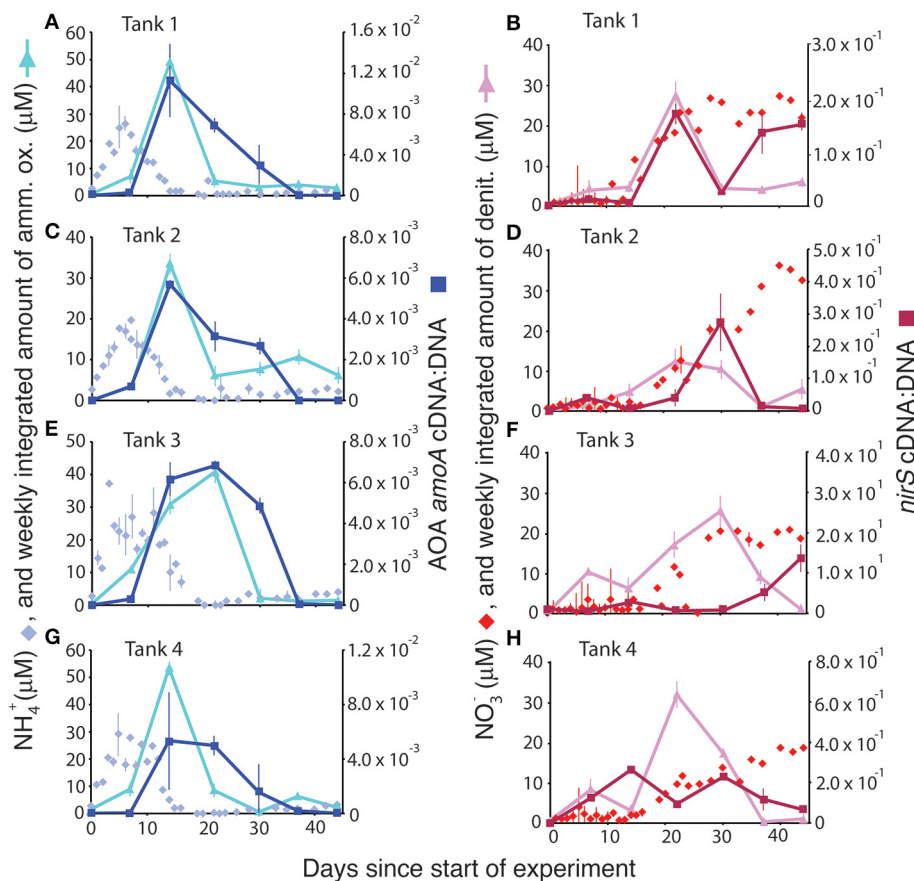 A
Tank 1
60
50
40
30
20
10
0
1.6 x 10⁻²
1.2 x 10⁻²
8.0 x 10⁻³
4.0 x 10⁻³
0
B
Tank 1
40
30
20
10
0
3.0 x 10⁻¹
2.0 x 10⁻¹
1.0 x 10⁻¹
0
C
Tank 2
40
30
20
10
0
8.0 x 10⁻³
6.0 x 10⁻³
4.0 x 10⁻³
2.0 x 10⁻³
0
D
Tank 2
40
30
20
10
0
5.0 x 10⁻¹
4.0 x 10⁻¹
3.0 x 10⁻¹
1.5 x 10⁻¹
1.0 x 10⁻¹
0
E
Tank 3
50
40
30
20
10
0
8.0 x 10⁻³
6.0 x 10⁻³
4.0 x 10⁻³
2.0 x 10⁻³
0
F
Tank 3
40
30
20
10
0
4.0 x 10⁻¹
3.0 x 10⁻¹
2.0 x 10⁻¹
1.0 x 10⁻¹
0
G
Tank 4
60
50
40
30
20
10
0
1.2 x 10⁻²
8.0 x 10⁻³
4.0 x 10⁻³
0
0 10 20 30 40
H
Tank 4
40
30
20
10
0
8.0 x 10⁻¹
6.0 x 10⁻¹
4.0 x 10⁻¹
2.0 x 10⁻¹
0
0 10 20 30 40
NH₄⁺ (μM) , and weekly integrated amount of amm. ox. (μM)
AOA amoA cDNA:DNA
NO₃⁻ (μM) , and weekly integrated amount of denit. (μM)
nirS cDNA:DNA
Days since start of experiment